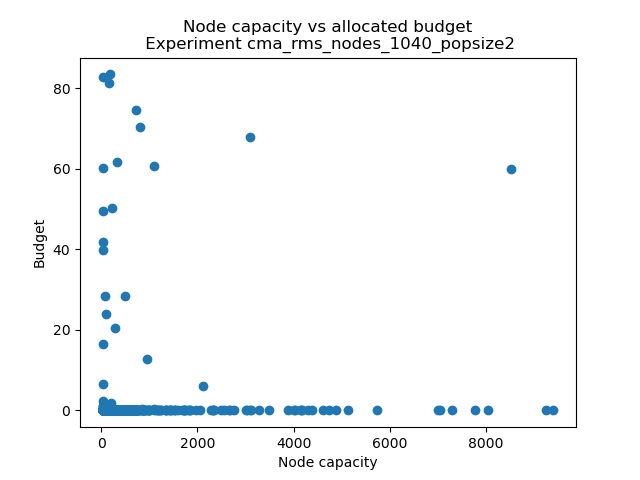 Node capacity vs allocated budget
Experiment cma_rms_nodes_1040_popsize2
80
60
40
20
0
Budget
0 2000 4000 6000 8000
Node capacity